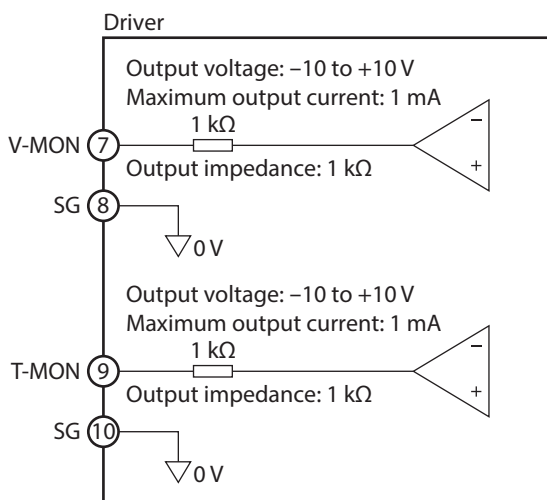 Driver
Output voltage: –10 to +10 V
Maximum output current: 1 mA
1 kΩ
V-MON 7
– 
+
Output impedance: 1 kΩ
SG 8
0 V
Output voltage: –10 to +10 V
Maximum output current: 1 mA
1 kΩ
T-MON 9
–
+
Output impedance: 1 kΩ
SG 10
0 V